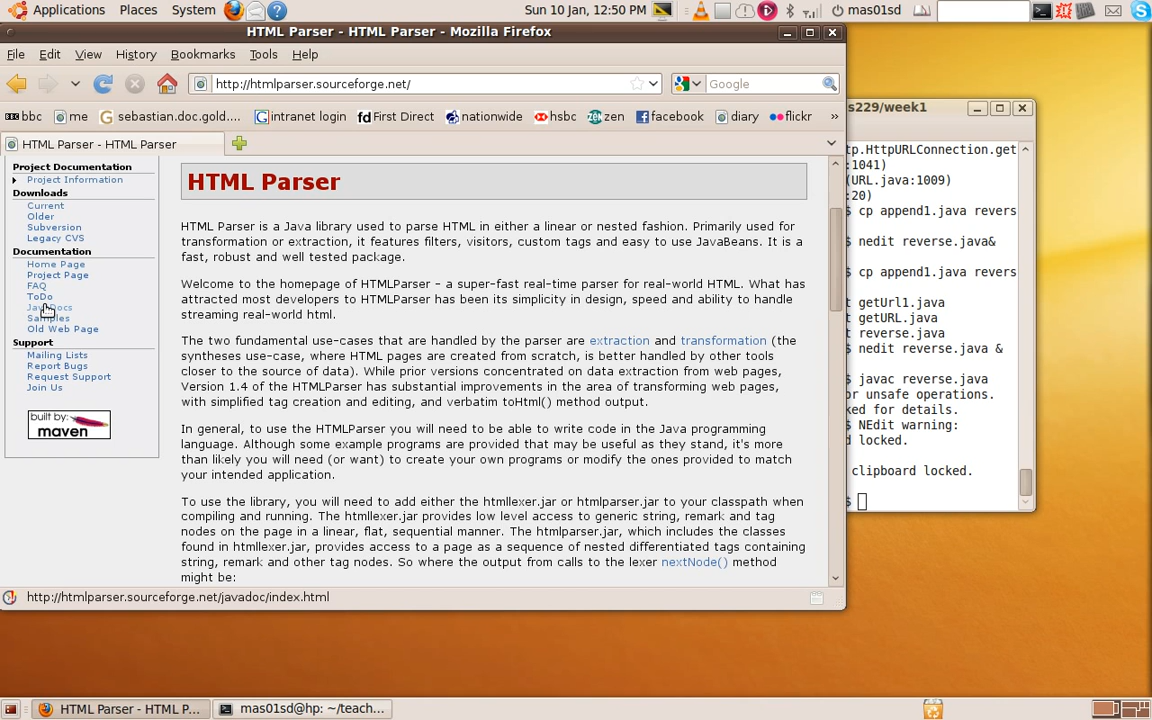 Applications Places System Sun 10 Jan, 12:50 PM mas01sd
HTML Parser - HTML Parser - Mozilla Firefox
File Edit View History Bookmarks Tools Help
http://htmlparser.sourceforge.net/ Google
bbc me sebastian.doc.gold.... intranet login First Direct nationwide hsbc zen facebook diary flickr »
HTML Parser - HTML Parser
Project Documentation
Project Information
Downloads
Current
Older
Subversion
Legacy CVS
Documentation
Home Page
Project Page
FAQ
ToDo
JavaDocs
Samples
Old Web Page
Support
Mailing Lists
Report Bugs
Request Support
Join Us
built by:
maven
HTML Parser
HTML Parser is a Java library used to parse HTML in either a linear or nested fashion. Primarily used for
transformation or extraction, it features filters, visitors, custom tags and easy to use JavaBeans. It is a
fast, robust and well tested package.
Welcome to the homepage of HTMLParser - a super-fast real-time parser for real-world HTML. What has
attracted most developers to HTMLParser has been its simplicity in design, speed and ability to handle
streaming real-world html.
The two fundamental use-cases that are handled by the parser are extraction and transformation (the
syntheses use-case, where HTML pages are created from scratch, is better handled by other tools
closer to the source of data). While prior versions concentrated on data extraction from web pages,
Version 1.4 of the HTMLParser has substantial improvements in the area of transforming web pages,
with simplified tag creation and editing, and verbatim toHtml() method output.
In general, to use the HTMLParser you will need to be able to write code in the Java programming
language. Although some example programs are provided that may be useful as they stand, it's more
than likely you will need (or want) to create your own programs or modify the ones provided to match
your intended application.
To use the library, you will need to add either the htmllexer.jar or htmlparser.jar to your classpath when
compiling and running. The htmllexer.jar provides low level access to generic string, remark and tag
nodes on the page in a linear, flat, sequential manner. The htmlparser.jar, which includes the classes
found in htmllexer.jar, provides access to a page as a sequence of nested differentiated tags containing
string, remark and other tag nodes. So where the output from calls to the lexer nextNode() method
might be:
http://htmlparser.sourceforge.net/javadoc/index.html
s229/week1
tp.HttpURLConnection.get
:1041)
(URL.java:1009)
:20)
$ cp append1.java revers
$ nedit reverse.java&
$ cp append1.java revers
t getUrl1.java
t getURL.java
t reverse.java
$ nedit reverse.java &
$ javac reverse.java
or unsafe operations.
ked for details.
$ NEdit warning:
d locked.
clipboard locked.
$
HTML Parser - HTML P... mas01sd@hp: ~/teach...